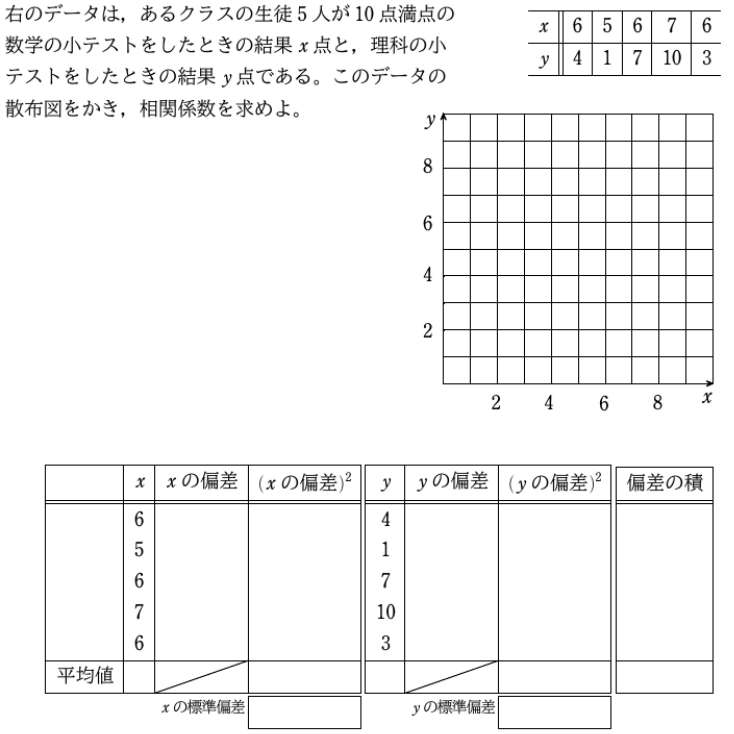 右のデータは，あるクラスの生徒 5 人が 10 点満点の
数学の小テストをしたときの結果 x 点と，理科の小
テストをしたときの結果 y 点である。このデータの
散布図をかき，相関係数を求めよ。
x 6 5 6 7 6
y 4 1 7 10 3
y
8
6
4
2
2 4 6 8 x
x x の偏差 (x の偏差)² y y の偏差 (y の偏差)² 偏差の積
6 4
5 1
6 7
7 10
6 3
平均値
x の標準偏差 y の標準偏差